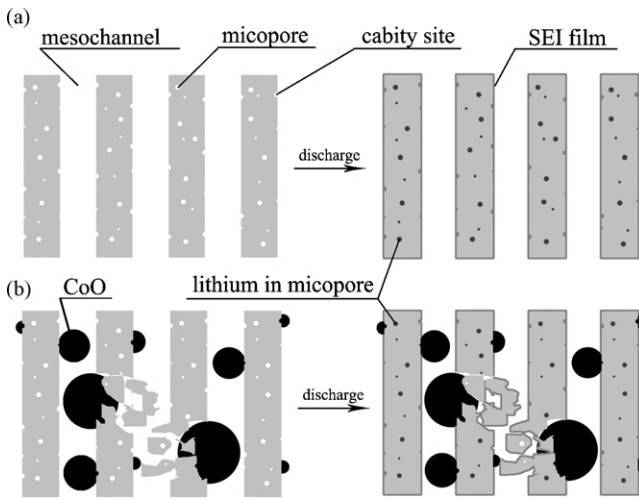 (a)
mesochannel
micopore
cabity site
SEI film
discharge
lithium in micopore
(b)
CoO
discharge